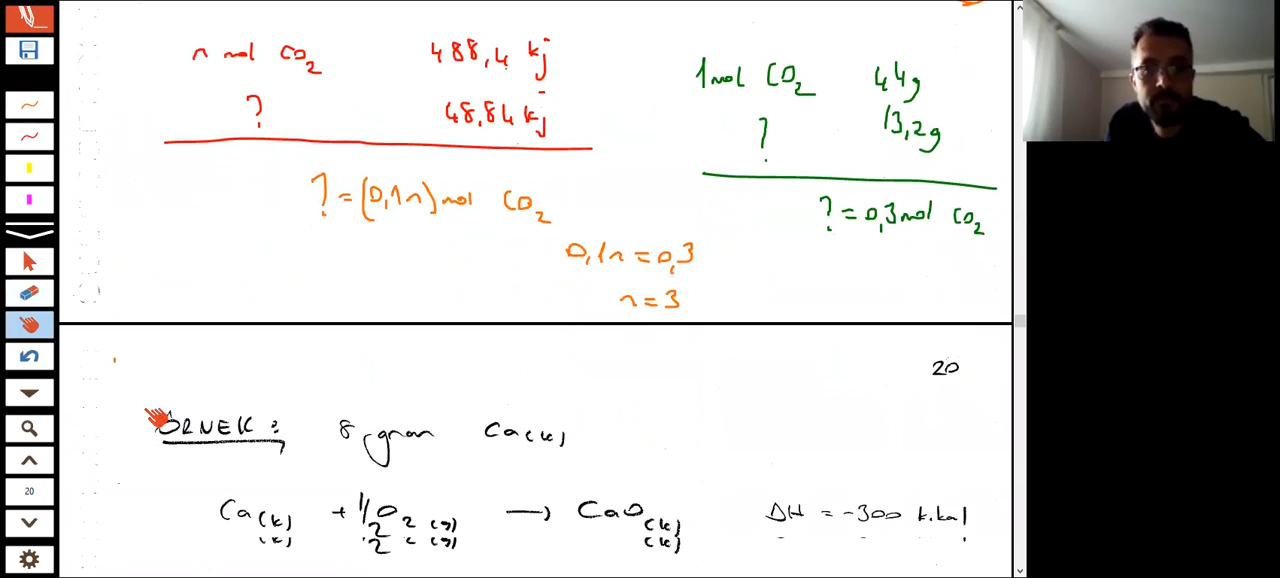 n mol CO₂ 488,4 kj
? 48,84 kj
? = (0,1n) mol CO₂
1 mol CO₂ 44g
? 13,2g
? = 0,3 mol CO₂
0,1n = 0,3
n = 3
20
ÖRNEK : 8 gram Ca(k)
Ca(k) + 1/2 O₂(g) → CaO(k) ΔH = -300 k.kal
20